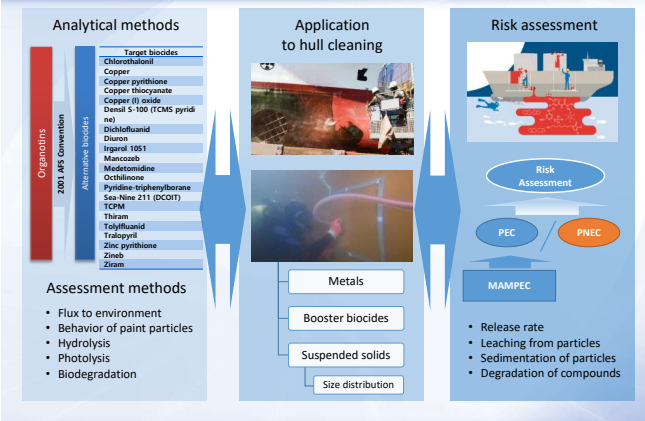 Analytical methods
Organotins
2001 AFS Convention
Alternative biocides
Target biocides
Chlorothalonil
Copper
Copper pyrithione
Copper thiocyanate
Copper (I) oxide
Densil S-100 (TCMS pyridi
ne)
Dichlofluanid
Diuron
Irgarol 1051
Mancozeb
Medetomidine
Octhilinone
Pyridine-triphenylborane
Sea-Nine 211 (DCOIT)
TCPM
Thiram
Tolylfluanid
Tralopyril
Zinc pyrithione
Zineb
Ziram
Assessment methods
• Flux to environment
• Behavior of paint particles
• Hydrolysis
• Photolysis
• Biodegradation
Application
to hull cleaning
Metals
Booster biocides
Suspended solids
Size distribution
Risk assessment
Risk
Assessment
PEC
PNEC
MAMPEC
• Release rate
• Leaching from particles
• Sedimentation of particles
• Degradation of compounds